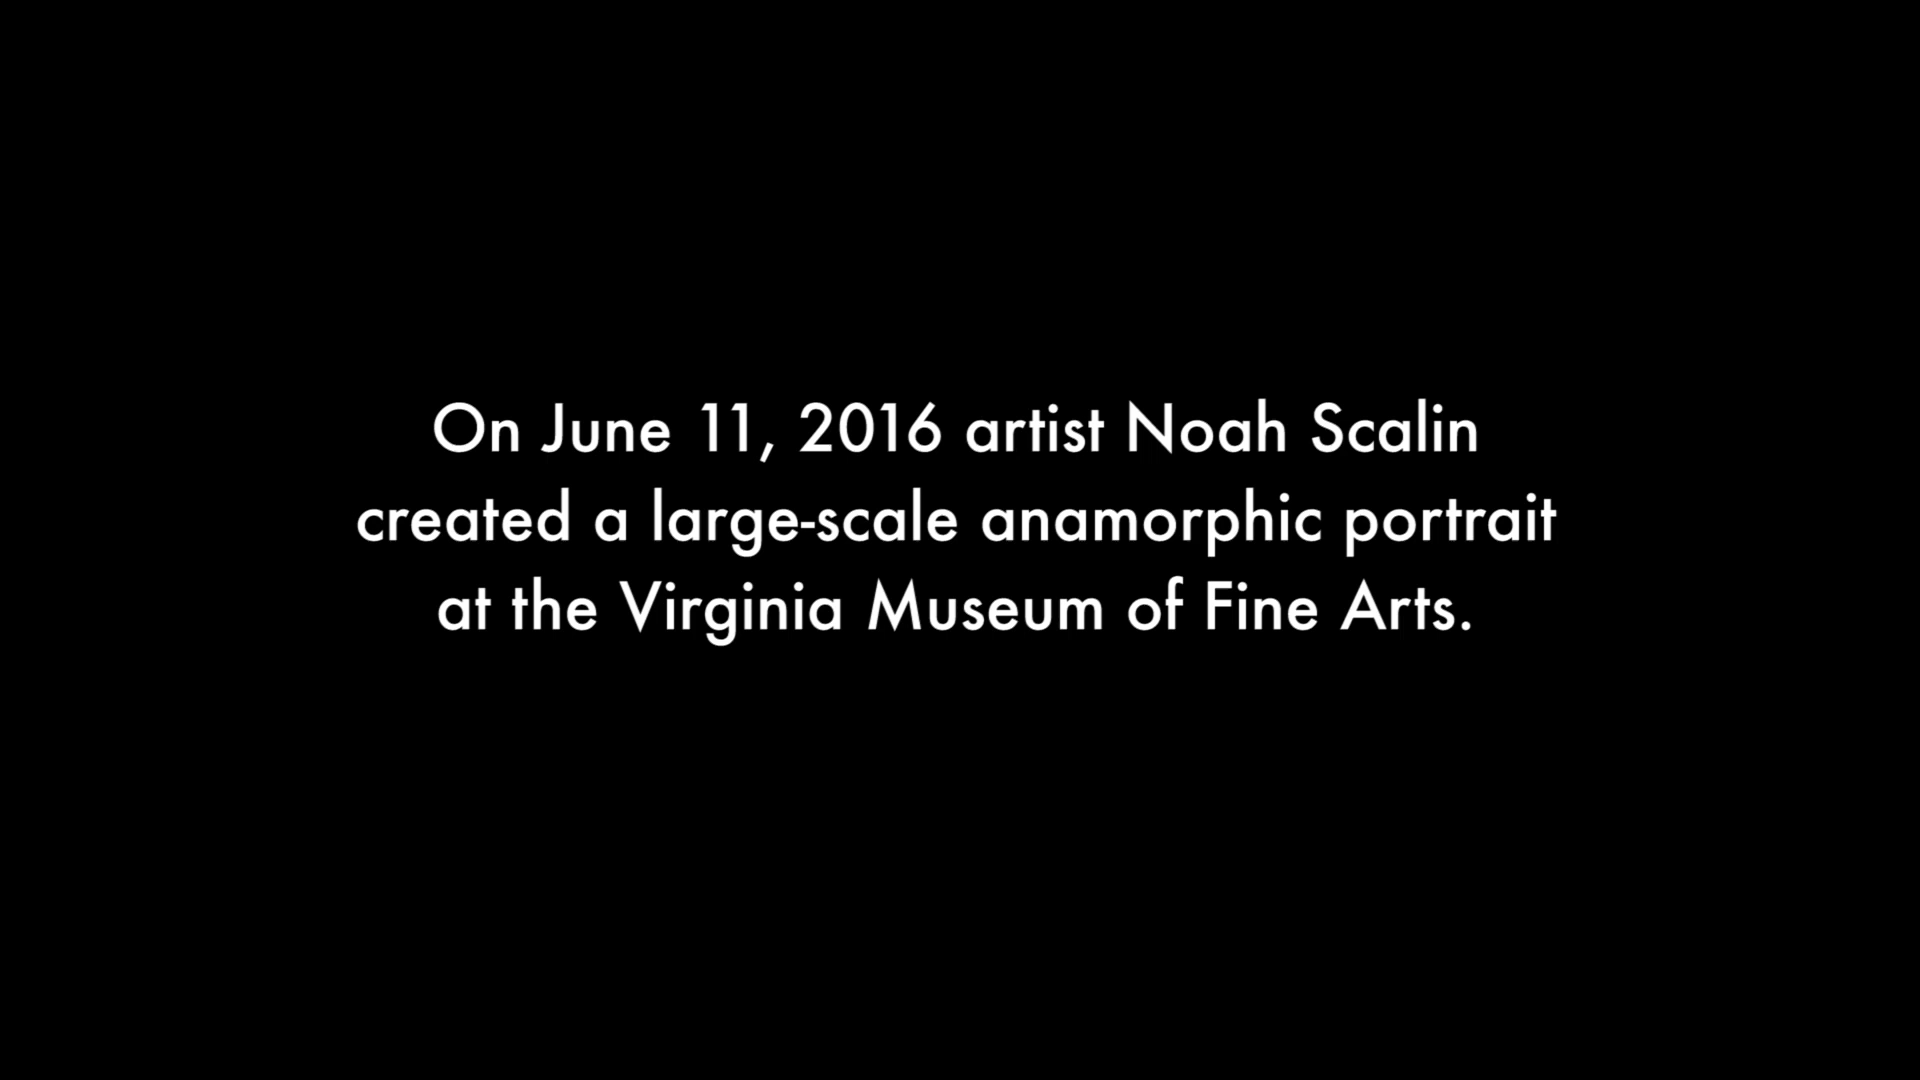 On June 11, 2016 artist Noah Scalin
created a large-scale anamorphic portrait
at the Virginia Museum of Fine Arts.